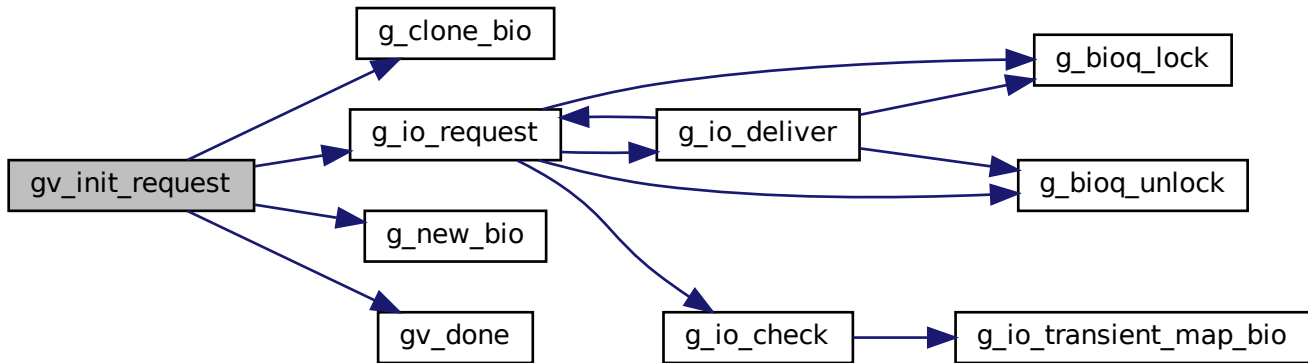 g_clone_bio
g_bioq_lock
g_io_request
g_io_deliver
gv_init_request
g_bioq_unlock
g_new_bio
gv_done
g_io_check
g_io_transient_map_bio